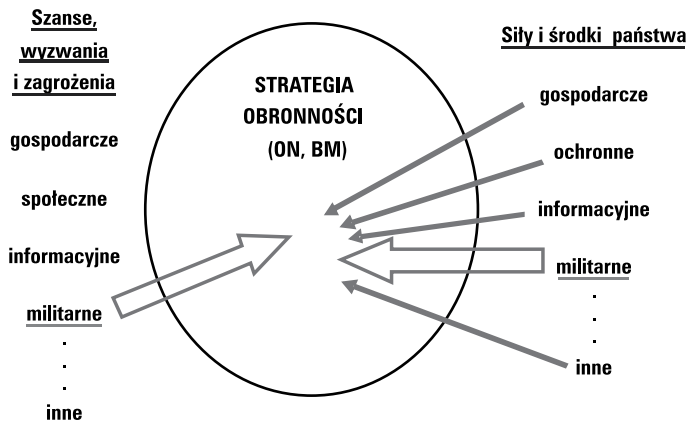 Szanse,
wyzwania
i zagrożenia
gospodarcze
społeczne
informacyjne
militarne
.
.
.
inne
STRATEGIA
OBRONNOŚCI
(ON, BM)
Siły i środki państwa
gospodarcze
ochronne
informacyjne
militarne
.
.
.
inne